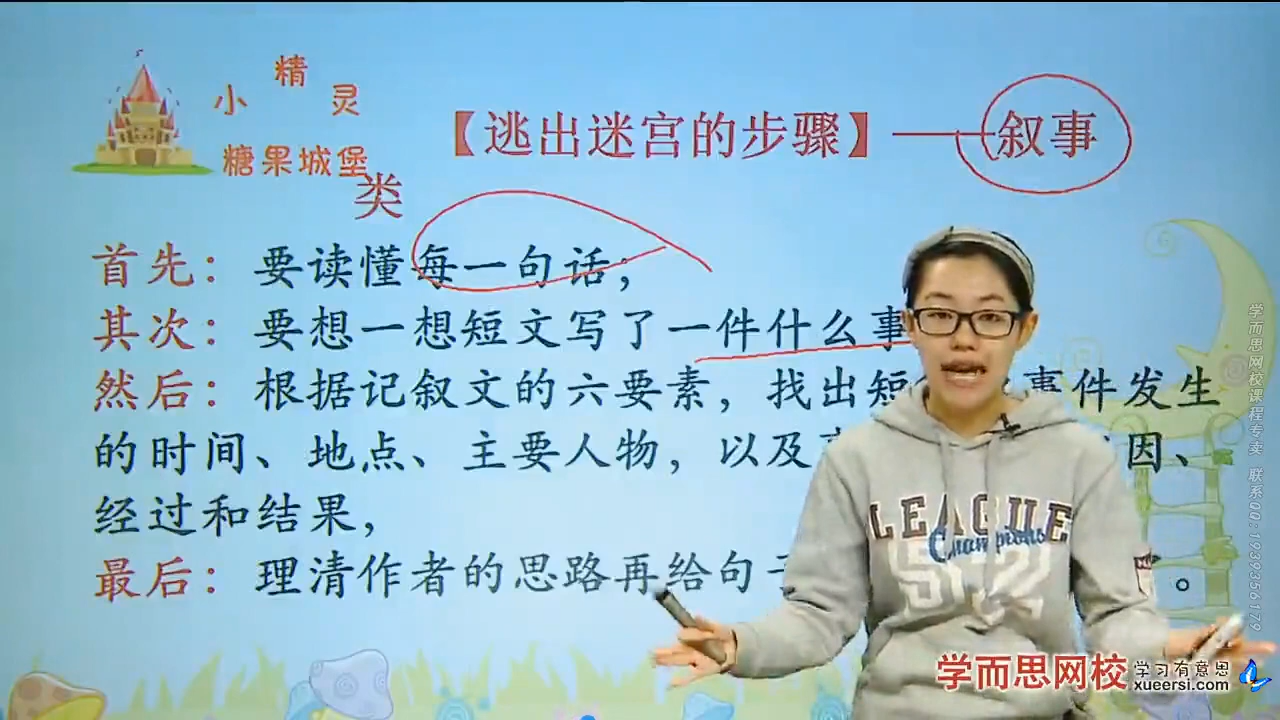 小精灵
糖果城堡
【逃出迷宫的步骤】——叙事
类
首先：要读懂每一句话；
其次：要想一想短文写了一件什么事
然后：根据记叙文的六要素，找出短 事件发生
的时间、地点、主要人物，以及 因、
经过和结果，
最后：理清作者的思路再给句 。
LEAGUE
Champions
学而思网校 学习有意思
xueersi.com
学而思网校课程专卖 联系QQ:1939356179